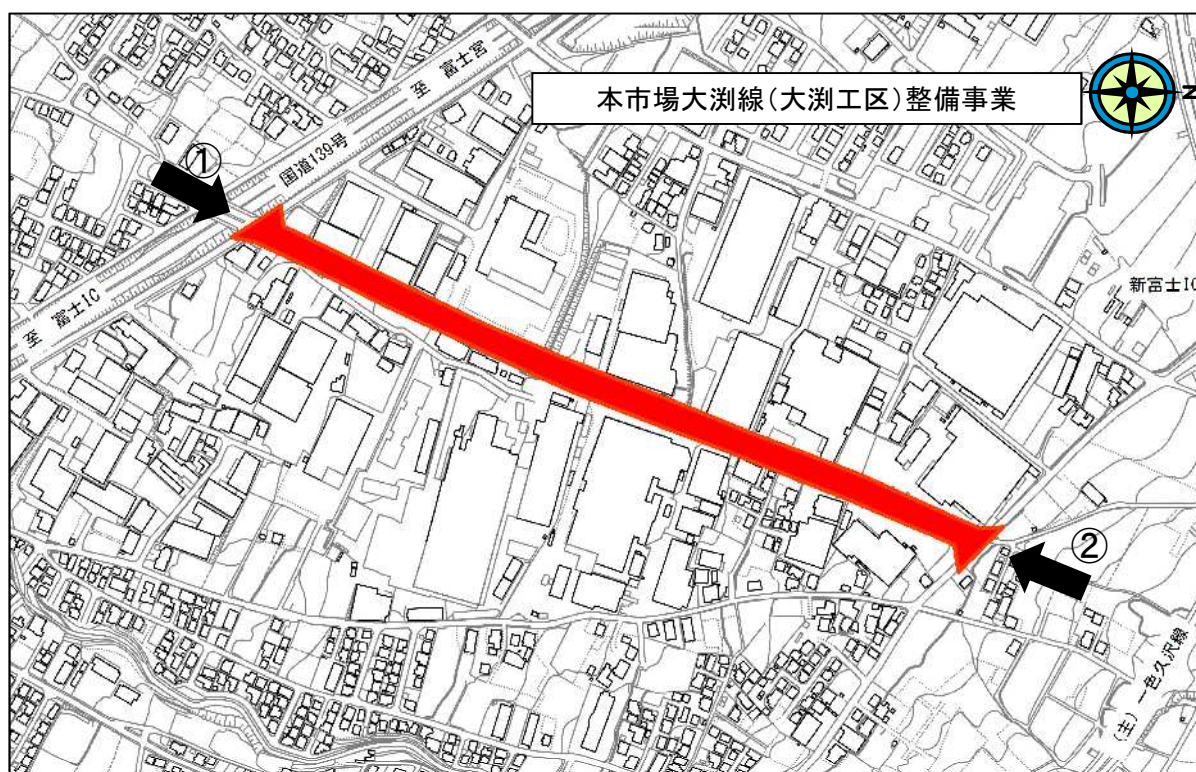 本市場大渕線(大渕工区)整備事業
N
①
至 富士宮
国道139号
至 富士IC
新富士IC
②
(主)一色久沢線